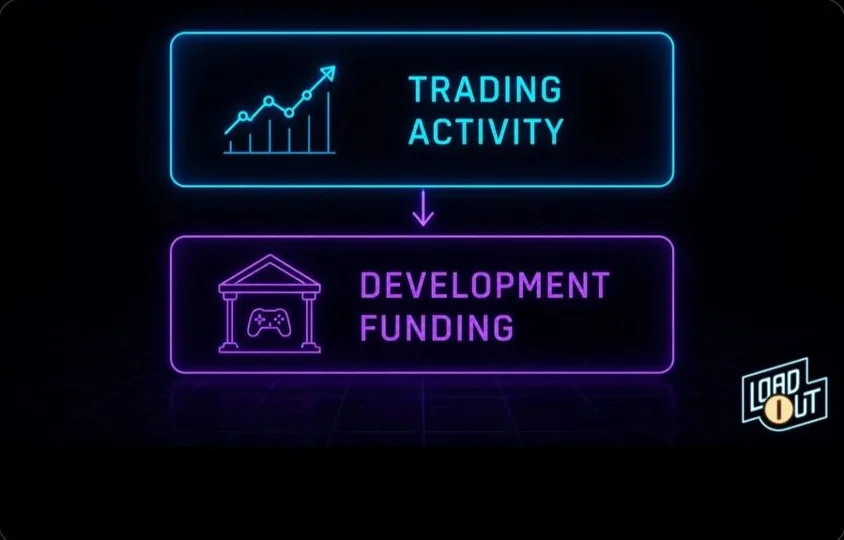 TRADING
ACTIVITY
DEVELOPMENT
FUNDING
LOAD
OUT